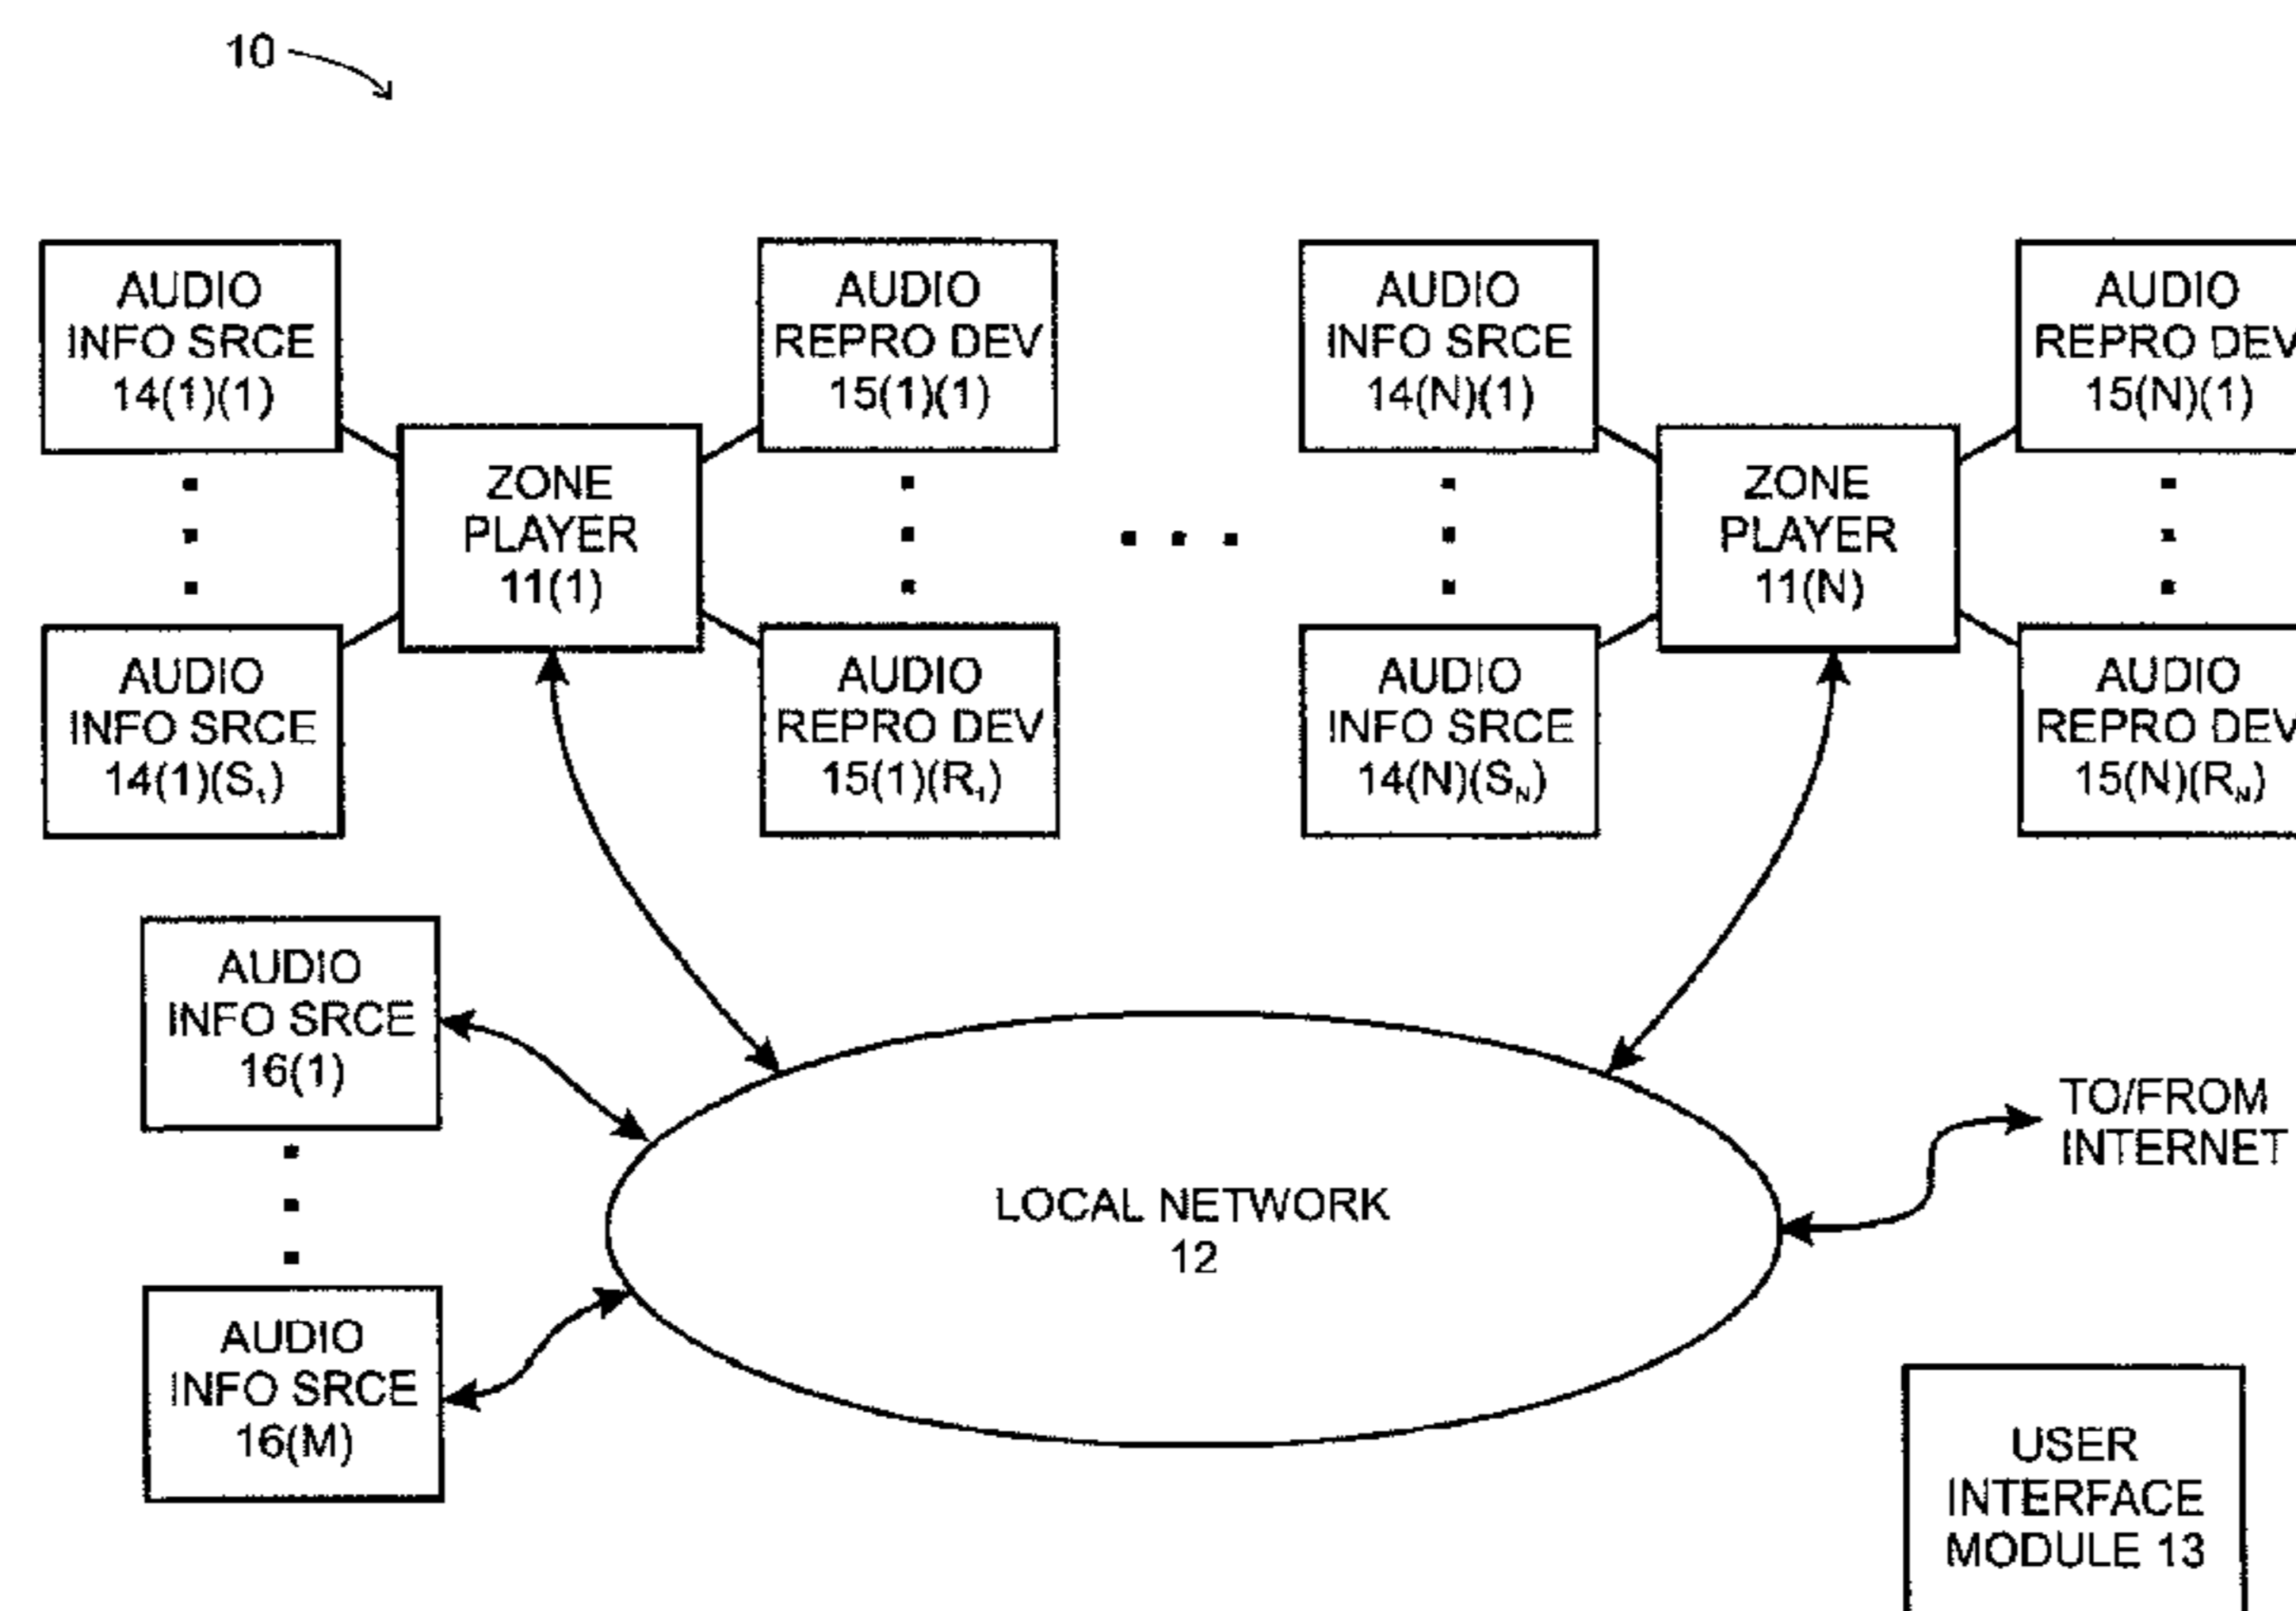 10
AUDIO
INFO SRCE
14(1)(1)
AUDIO
REPRO DEV
15(1)(1)
AUDIO
INFO SRCE
14(N)(1)
AUDIO
REPRO DEV
15(N)(1)
ZONE
PLAYER
11(1)
ZONE
PLAYER
11(N)
AUDIO
INFO SRCE
14(1)(S₁)
AUDIO
REPRO DEV
15(1)(R₁)
AUDIO
INFO SRCE
14(N)(S_N)
AUDIO
REPRO DEV
15(N)(R_N)
AUDIO
INFO SRCE
16(1)
TO/FROM
INTERNET
LOCAL NETWORK
12
AUDIO
INFO SRCE
16(M)
USER
INTERFACE
MODULE 13